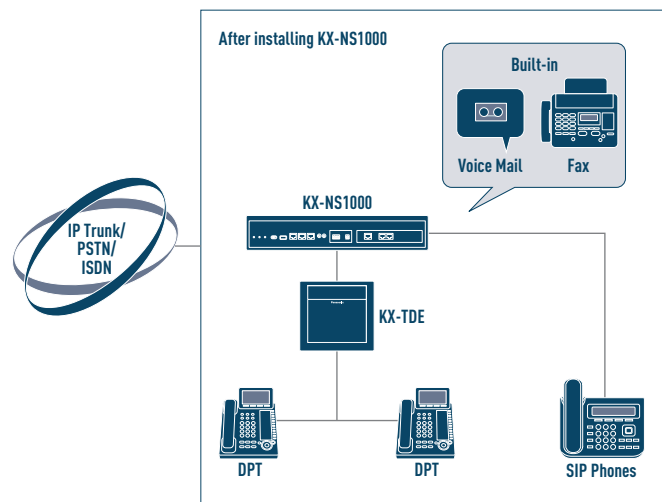 After installing KX-NS1000
Built-in
Voice Mail
Fax
KX-NS1000
IP Trunk/
PSTN/
ISDN
Panasonic
KX-TDE
DPT
DPT
SIP Phones